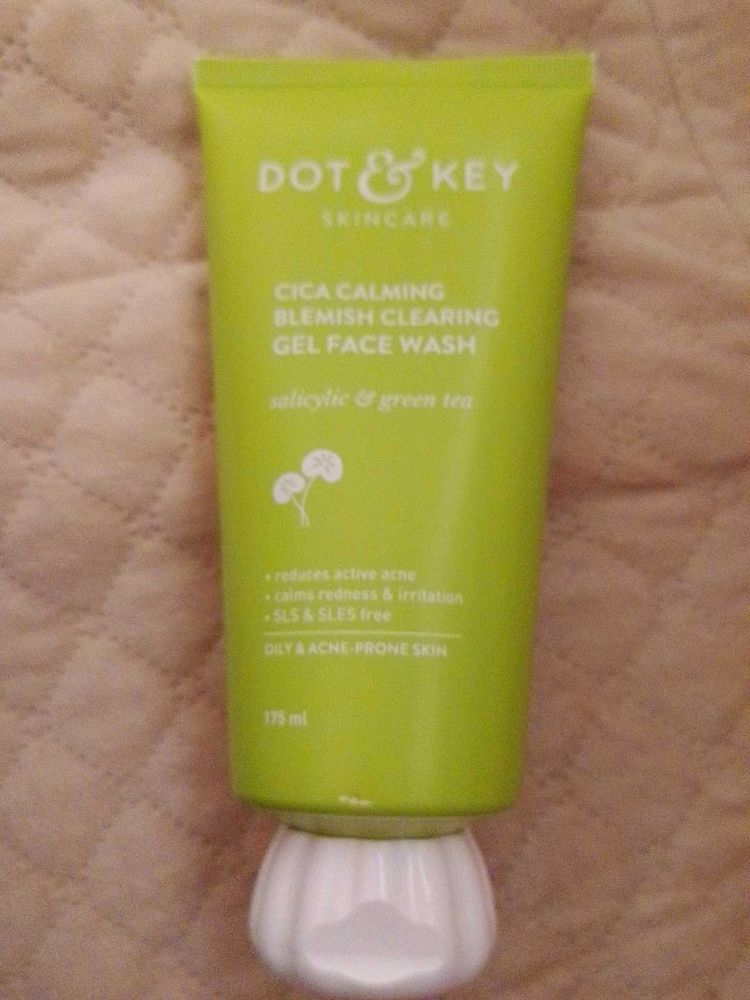 DOT & KEY
SKINCARE
CICA CALMING
BLEMISH CLEARING
GEL FACE WASH
salicylic & green tea
• reduces active acne
• calms redness & irritation
• SLS & SLES free
OILY & ACNE-PRONE SKIN
175 ml